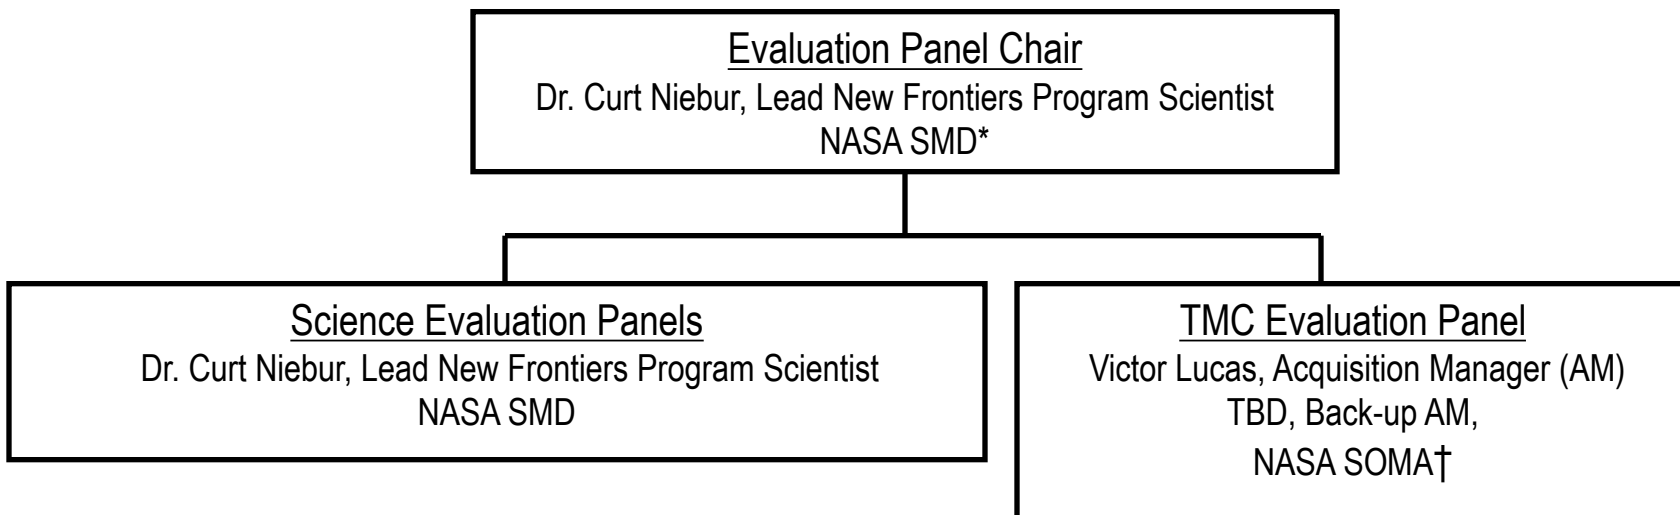 Evaluation Panel Chair
Dr. Curt Niebur, Lead New Frontiers Program Scientist
NASA SMD*
Science Evaluation Panels
Dr. Curt Niebur, Lead New Frontiers Program Scientist
NASA SMD
TMC Evaluation Panel
Victor Lucas, Acquisition Manager (AM)
TBD, Back-up AM,
NASA SOMA†